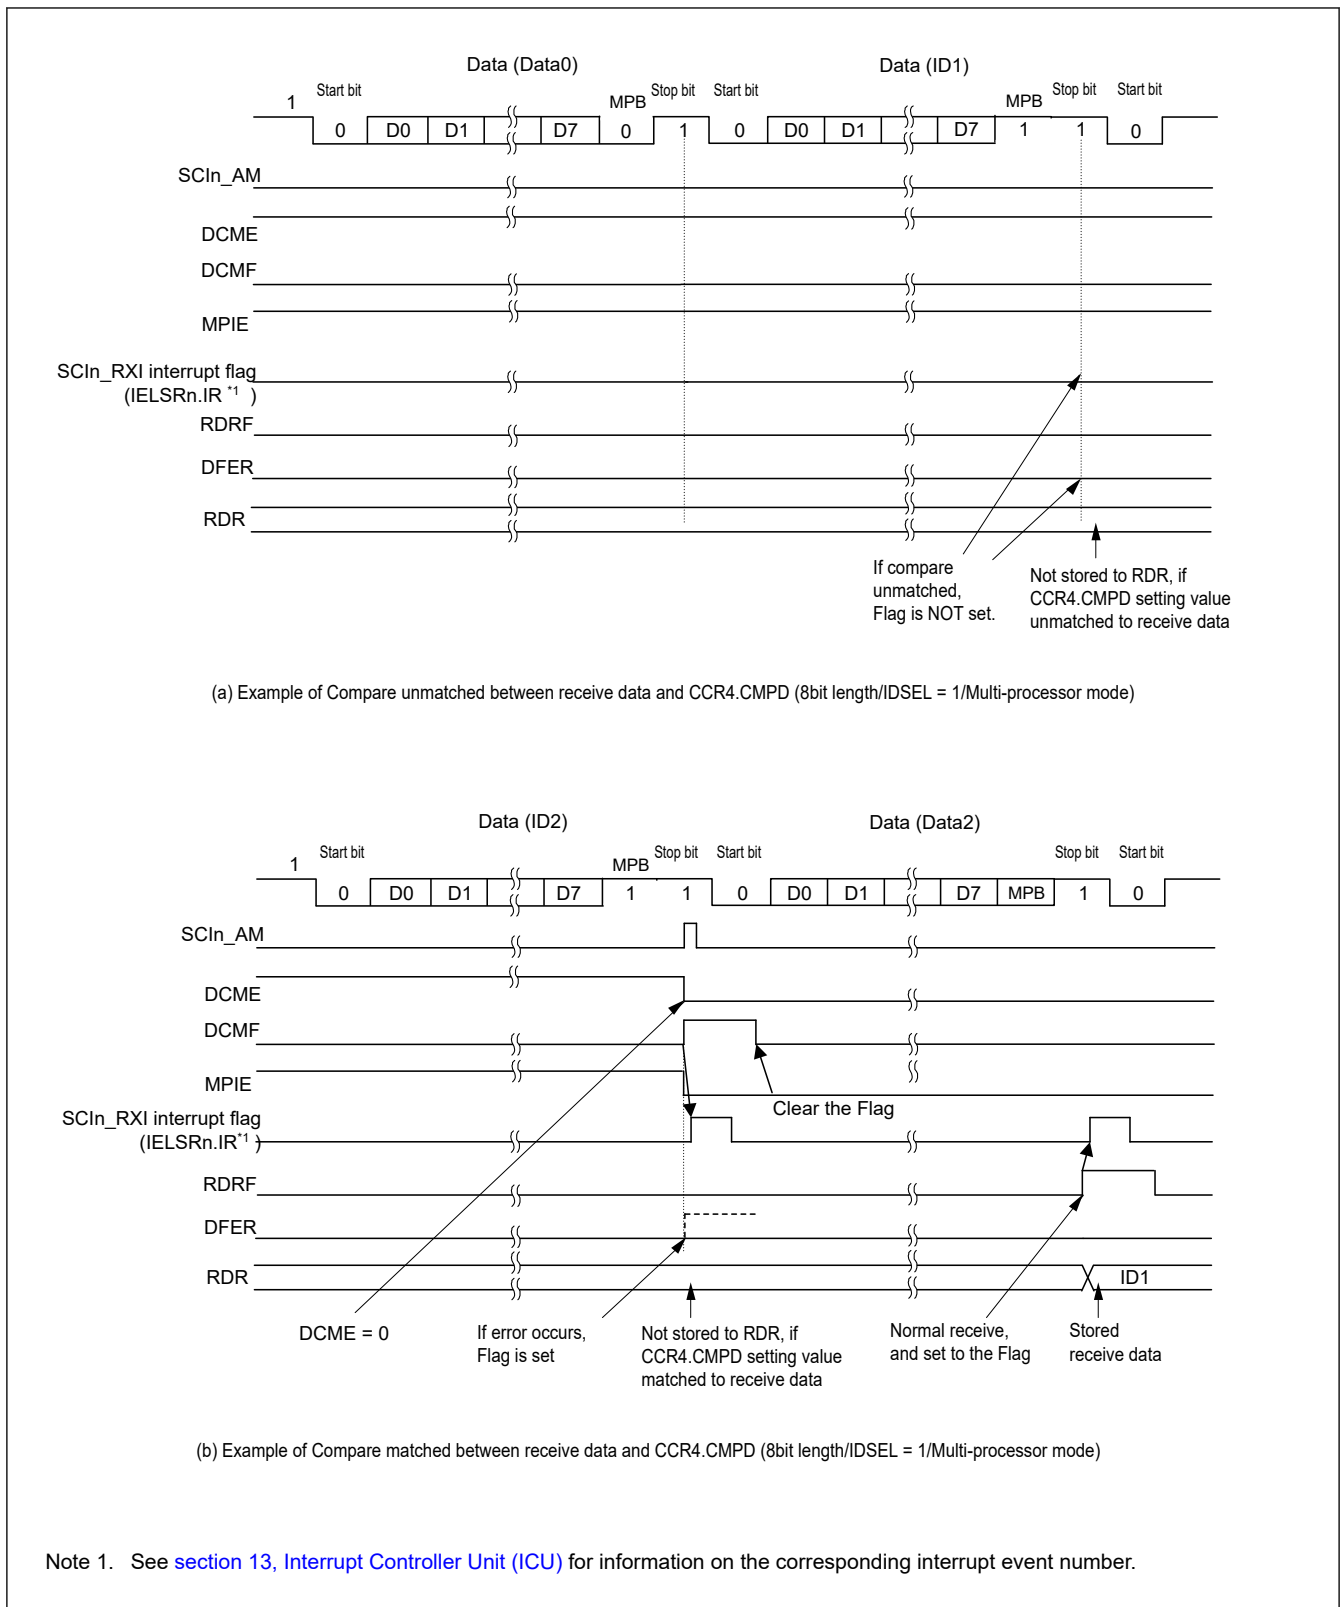 Data (Data0) Data (ID1)
1 Start bit MPB Stop bit Start bit MPB Stop bit Start bit
0 D0 D1 D7 0 1 0 D0 D1 D7 1 1 0
SCIn_AM
DCME
DCMF
MPIE
SCIn_RXI interrupt flag
(IELSRn.IR *1 )
RDRF
DFER
RDR
If compare
unmatched,
Flag is NOT set.
Not stored to RDR, if
CCR4.CMPD setting value
unmatched to receive data
(a) Example of Compare unmatched between receive data and CCR4.CMPD (8bit length/IDSEL = 1/Multi-processor mode)
Data (ID2) Data (Data2)
1 Start bit MPB Stop bit Start bit Stop bit Start bit
0 D0 D1 D7 1 1 0 D0 D1 D7 MPB 1 0
SCIn_AM
DCME
DCMF
MPIE
Clear the Flag
SCIn_RXI interrupt flag
(IELSRn.IR*1 )
RDRF
DFER
RDR ID1
DCME = 0
If error occurs,
Flag is set
Not stored to RDR, if
CCR4.CMPD setting value
matched to receive data
Normal receive,
and set to the Flag
Stored
receive data
(b) Example of Compare matched between receive data and CCR4.CMPD (8bit length/IDSEL = 1/Multi-processor mode)
Note 1. See section 13, Interrupt Controller Unit (ICU) for information on the corresponding interrupt event number.